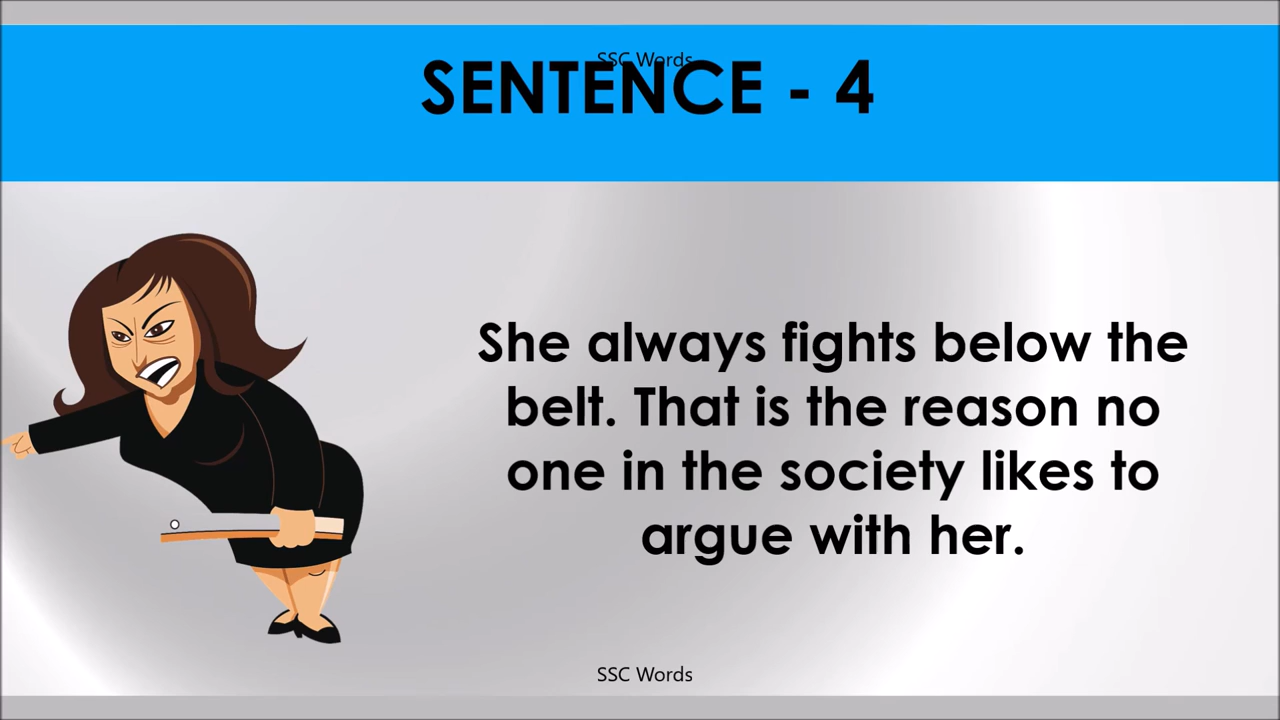 SSC Words
SENTENCE - 4
She always fights below the
belt. That is the reason no
one in the society likes to
argue with her.
SSC Words